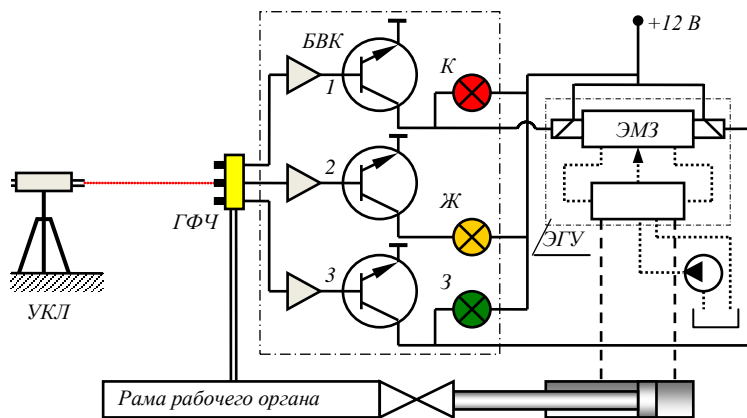 БВК
К
+12 В
1
ЭМЗ
2
ГФЧ
Ж
ЭГУ
3
З
УКЛ
Рама рабочего органа